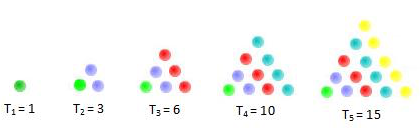 T₁ = 1 T₂ = 3 T₃ = 6 T₄ = 10 T₅ = 15